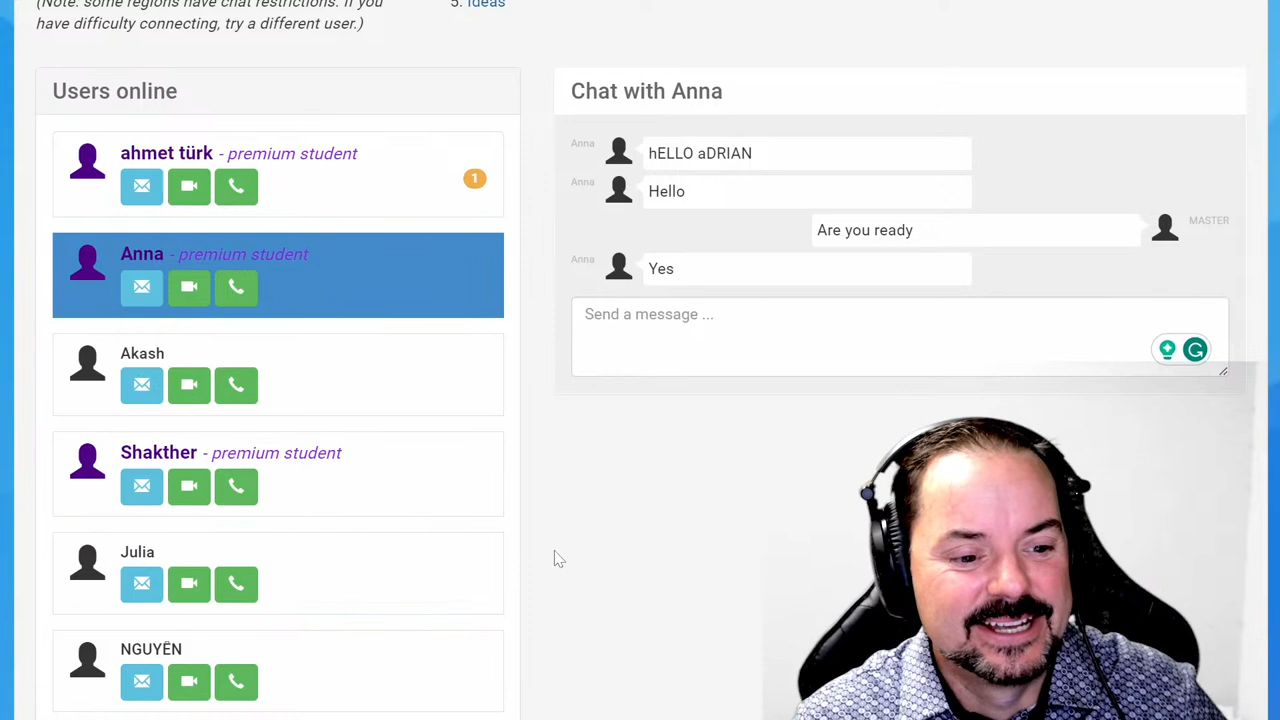 (Note: some regions have chat restrictions. If you
have difficulty connecting, try a different user.)
5. Ideas
Users online
ahmet türk - premium student
1
Anna - premium student
Akash
Shakther - premium student
Julia
NGUYÊN
Chat with Anna
Anna
hELLO aDRIAN
Anna
Hello
Are you ready
MASTER
Anna
Yes
Send a message ...